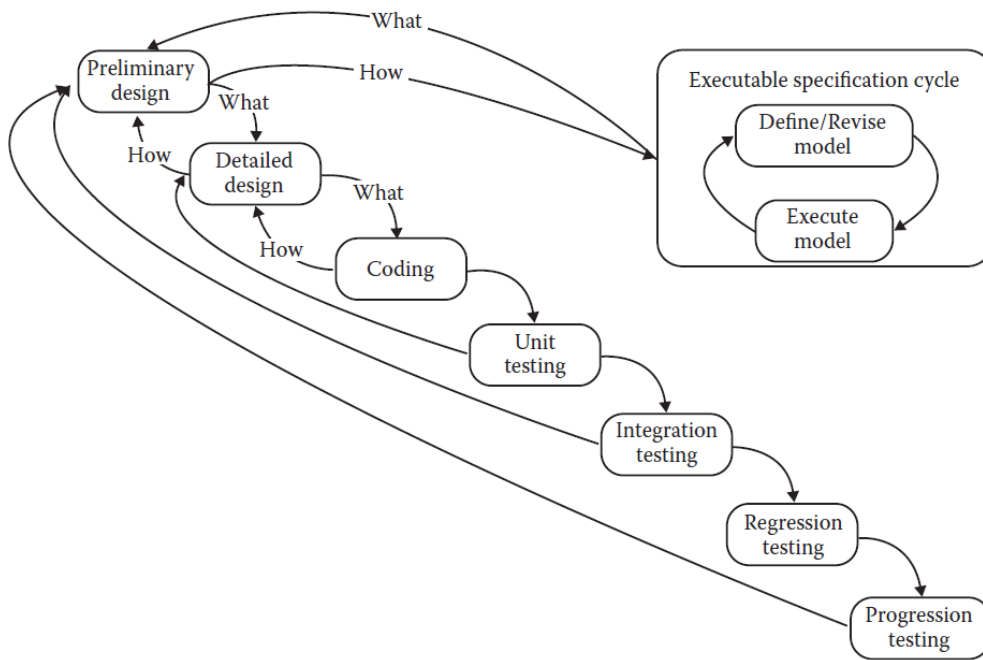 What
Preliminary
design
How
What
How
Detailed
design
What
How
Coding
Unit
testing
Integration
testing
Regression
testing
Progression
testing
Executable specification cycle
Define/Revise
model
Execute
model